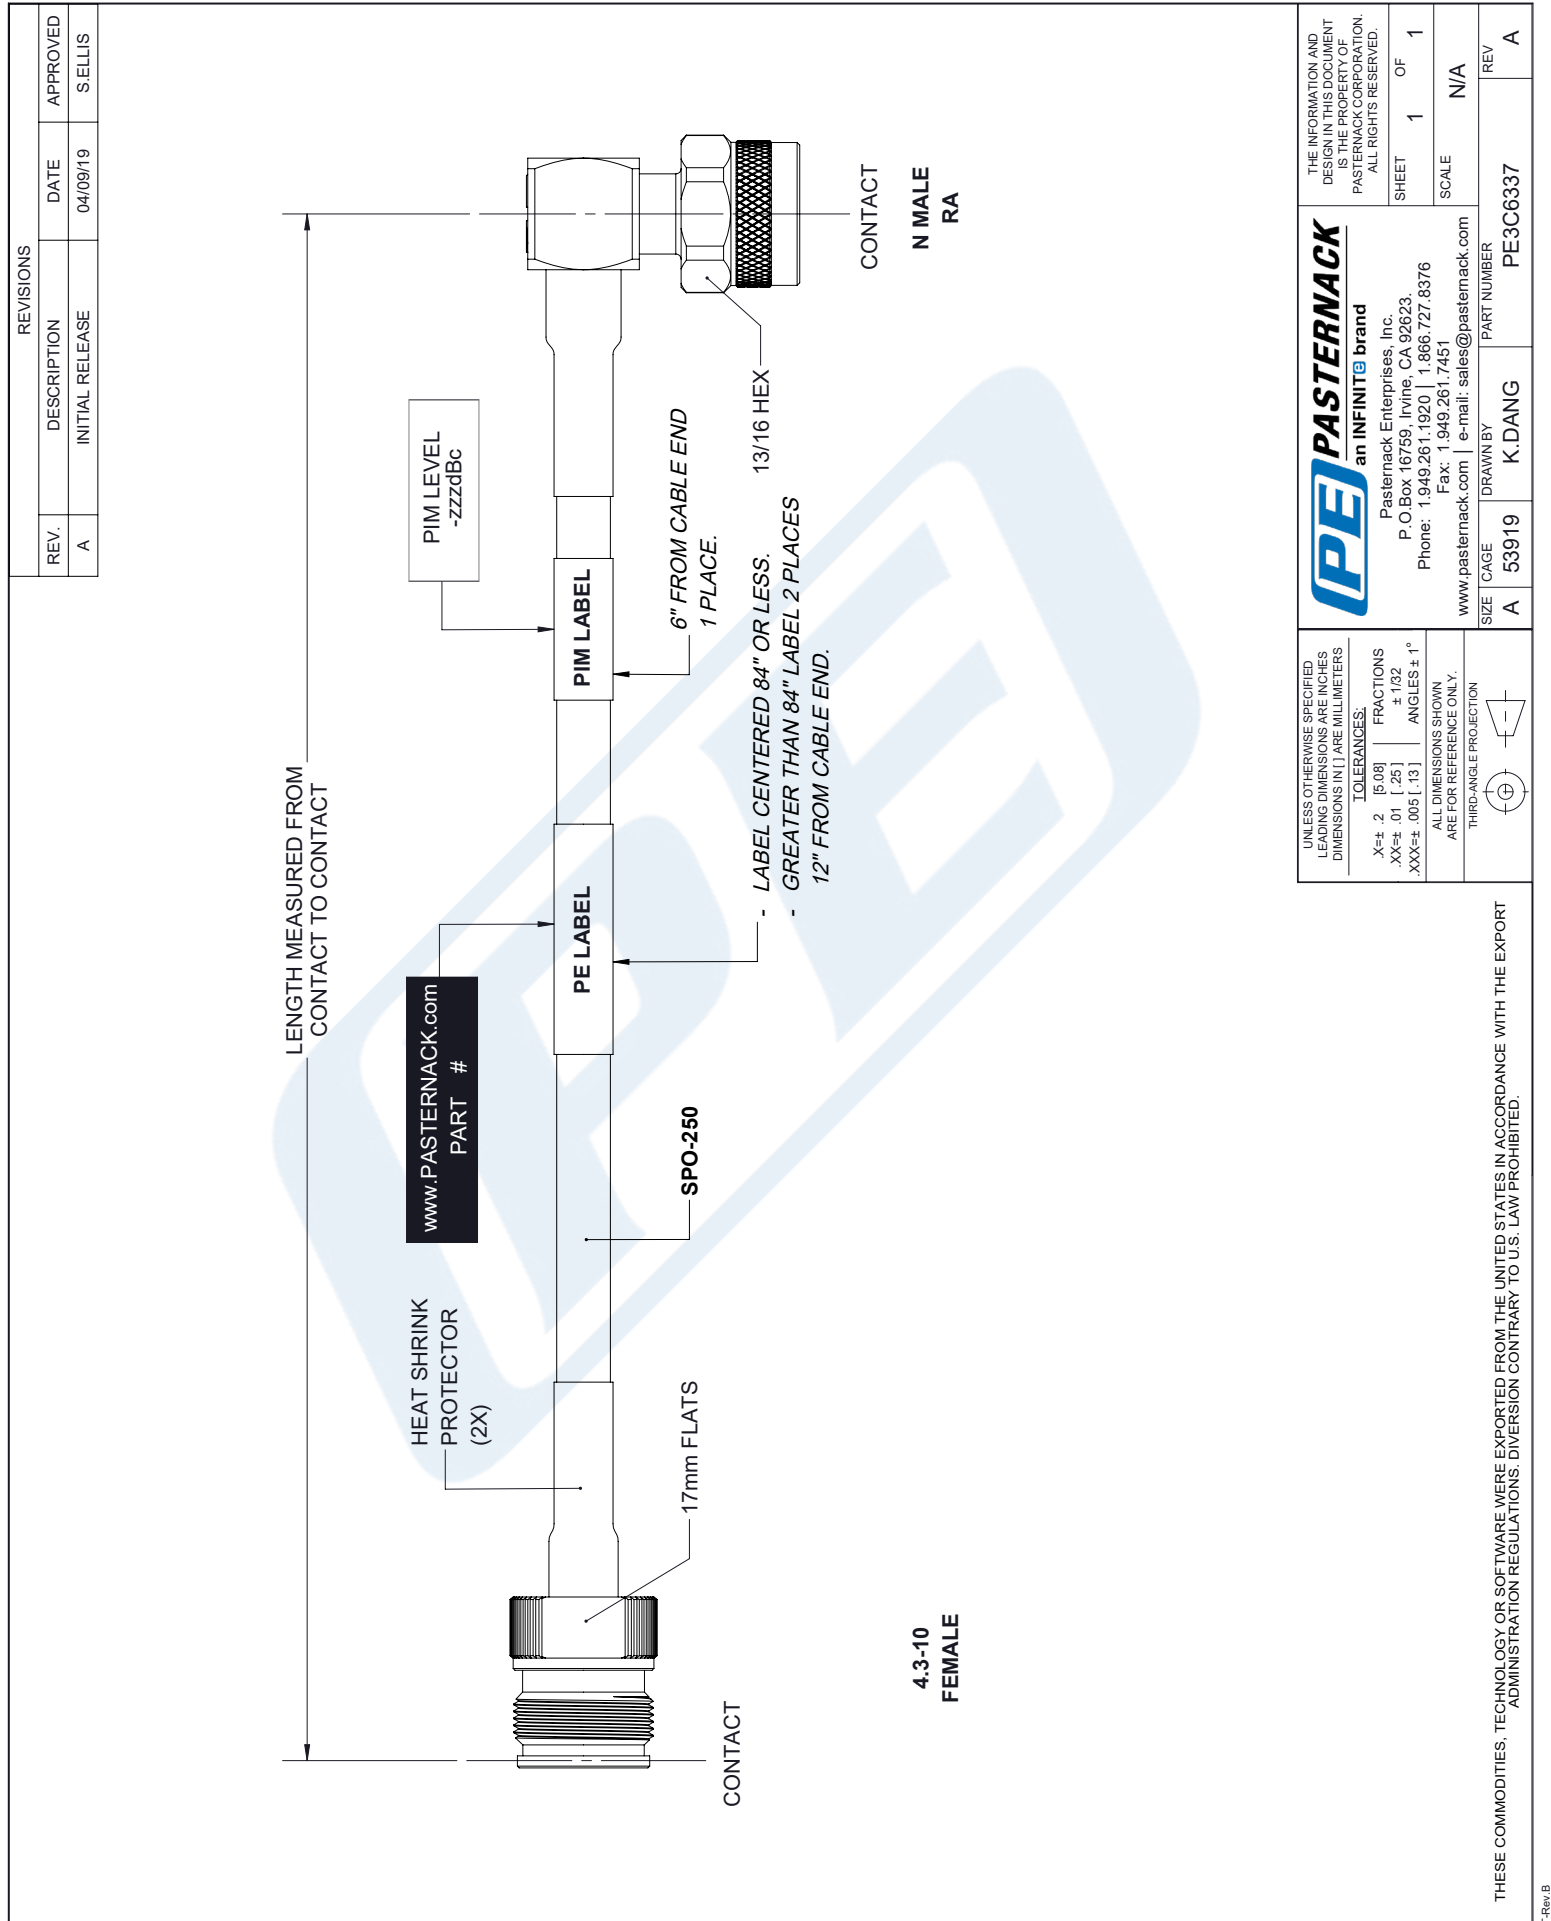 REVISIONS
REV. DESCRIPTION DATE APPROVED
A INITIAL RELEASE 04/09/19 S.ELLIS
LENGTH MEASURED FROM
CONTACT TO CONTACT
HEAT SHRINK
PROTECTOR
(2X)
www.PASTERNACK.com
PART #
PIM LEVEL
-zzzdBc
PE LABEL
PIM LABEL
17mm FLATS
SPO-250
6" FROM CABLE END
1 PLACE.
13/16 HEX
- LABEL CENTERED 84" OR LESS.
- GREATER THAN 84" LABEL 2 PLACES
12" FROM CABLE END.
CONTACT
CONTACT
4.3-10
FEMALE
N MALE
RA
UNLESS OTHERWISE SPECIFIED
LEADING DIMENSIONS ARE INCHES
DIMENSIONS IN [ ] ARE MILLIMETERS
TOLERANCES:
.X=± .2 [5.08] FRACTIONS
.XX=± .01 [ .25] ± 1/32
.XXX=± .005 [ .13] ANGLES ± 1°
ALL DIMENSIONS SHOWN
ARE FOR REFERENCE ONLY.
THIRD-ANGLE PROJECTION
PE PASTERNACK
an INFINITe brand
Pasternack Enterprises, Inc.
P.O.Box 16759, Irvine, CA 92623.
Phone: 1.949.261.1920 | 1.866.727.8376
Fax: 1.949.261.7451
www.pasternack.com | e-mail: sales@pasternack.com
THE INFORMATION AND
DESIGN IN THIS DOCUMENT
IS THE PROPERTY OF
PASTERNACK CORPORATION.
ALL RIGHTS RESERVED.
SHEET 1 OF 1
SCALE N/A
SIZE A
CAGE 53919
DRAWN BY K.DANG
PART NUMBER PE3C6337
REV A
THESE COMMODITIES, TECHNOLOGY OR SOFTWARE WERE EXPORTED FROM THE UNITED STATES IN ACCORDANCE WITH THE EXPORT
ADMINISTRATION REGULATIONS. DIVERSION CONTRARY TO U.S. LAW PROHIBITED.
-Rev.B